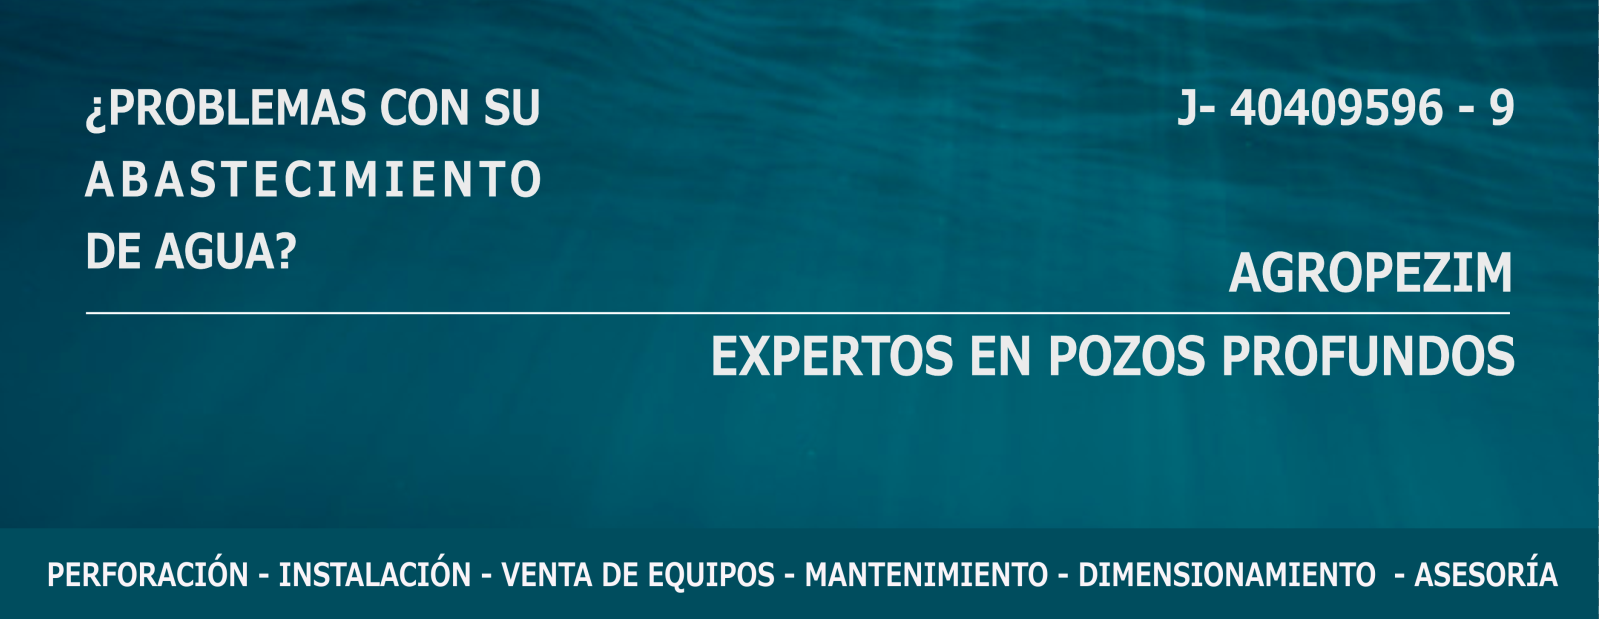 ¿PROBLEMAS CON SU
ABASTECIMIENTO
DE AGUA?
J- 40409596 - 9
AGROPEZIM
EXPERTOS EN POZOS PROFUNDOS
PERFORACIÓN - INSTALACIÓN - VENTA DE EQUIPOS - MANTENIMIENTO - DIMENSIONAMIENTO - ASESORÍA